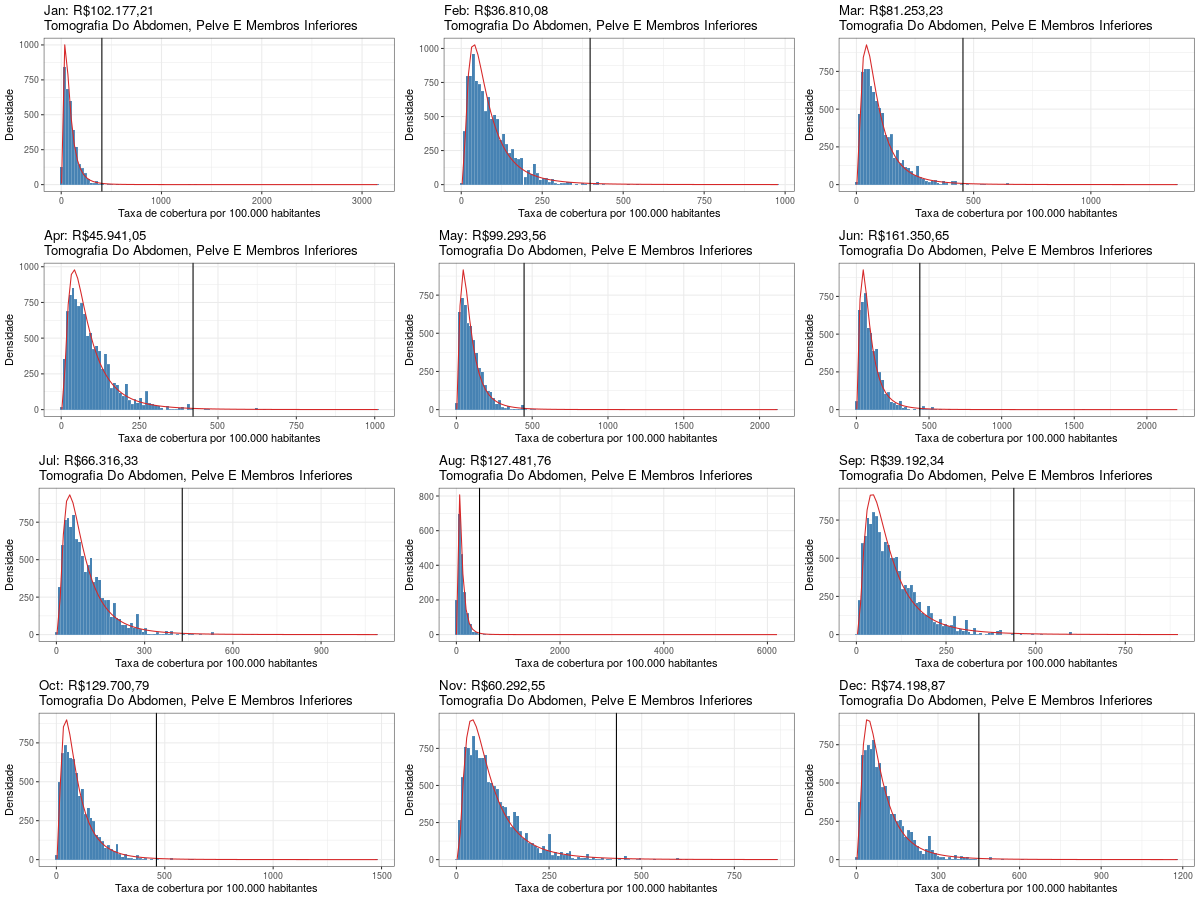 Jan: R$102.177,21
Tomografia Do Abdomen, Pelve E Membros Inferiores
Densidade
1000
750
500
250
0
0
1000
2000
3000
Taxa de cobertura por 100.000 habitantes
Feb: R$36.810,08
Tomografia Do Abdomen, Pelve E Membros Inferiores
Densidade
1000
750
500
250
0
0
250
500
750
1000
Taxa de cobertura por 100.000 habitantes
Mar: R$81.253,23
Tomografia Do Abdomen, Pelve E Membros Inferiores
Densidade
750
500
250
0
0
500
1000
Taxa de cobertura por 100.000 habitantes
Apr: R$45.941,05
Tomografia Do Abdomen, Pelve E Membros Inferiores
Densidade
1000
750
500
250
0
0
250
500
750
1000
Taxa de cobertura por 100.000 habitantes
May: R$99.293,56
Tomografia Do Abdomen, Pelve E Membros Inferiores
Densidade
750
500
250
0
0
500
1000
1500
2000
Taxa de cobertura por 100.000 habitantes
Jun: R$161.350,65
Tomografia Do Abdomen, Pelve E Membros Inferiores
Densidade
750
500
250
0
0
500
1000
1500
2000
Taxa de cobertura por 100.000 habitantes
Jul: R$66.316,33
Tomografia Do Abdomen, Pelve E Membros Inferiores
Densidade
750
500
250
0
0
300
600
900
Taxa de cobertura por 100.000 habitantes
Aug: R$127.481,76
Tomografia Do Abdomen, Pelve E Membros Inferiores
Densidade
800
600
400
200
0
0
2000
4000
6000
Taxa de cobertura por 100.000 habitantes
Sep: R$39.192,34
Tomografia Do Abdomen, Pelve E Membros Inferiores
Densidade
750
500
250
0
0
250
500
750
Taxa de cobertura por 100.000 habitantes
Oct: R$129.700,79
Tomografia Do Abdomen, Pelve E Membros Inferiores
Densidade
750
500
250
0
0
500
1000
1500
Taxa de cobertura por 100.000 habitantes
Nov: R$60.292,55
Tomografia Do Abdomen, Pelve E Membros Inferiores
Densidade
750
500
250
0
0
250
500
750
Taxa de cobertura por 100.000 habitantes
Dec: R$74.198,87
Tomografia Do Abdomen, Pelve E Membros Inferiores
Densidade
750
500
250
0
0
300
600
900
1200
Taxa de cobertura por 100.000 habitantes